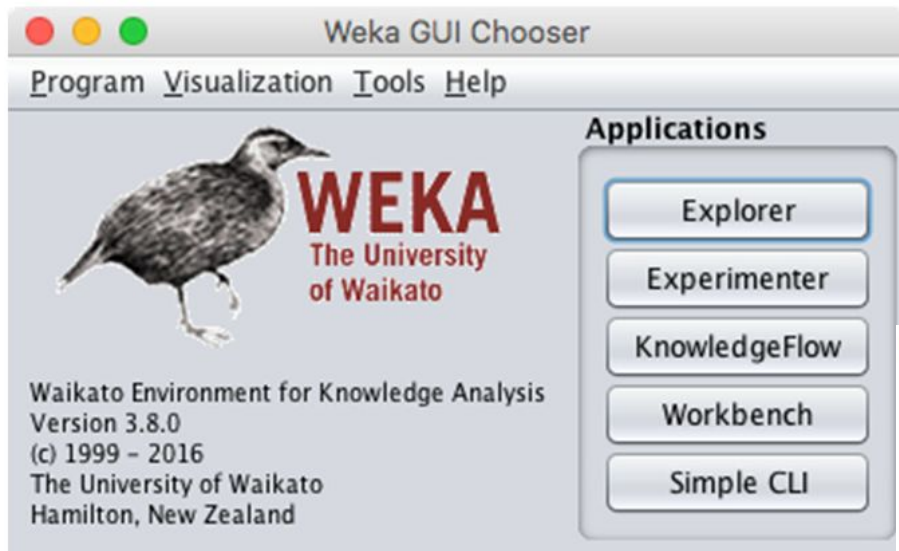 Weka GUI Chooser
Program Visualization Tools Help
WEKA
The University
of Waikato
Waikato Environment for Knowledge Analysis
Version 3.8.0
(c) 1999 - 2016
The University of Waikato
Hamilton, New Zealand
Applications
Explorer
Experimenter
KnowledgeFlow
Workbench
Simple CLI